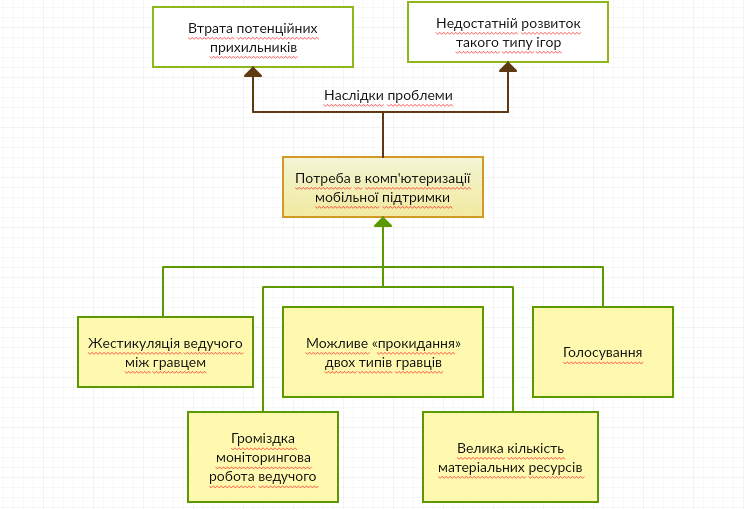 Втрата потенційних
прихильників
Недостатній розвиток
такого типу ігор
Наслідки проблеми
Потреба в комп'ютеризації
мобільної підтримки
Жестикуляція ведучого
між гравцем
Можливе «прокидання»
двох типів гравців
Голосування
Громіздка
моніторингова
робота ведучого
Велика кількість
матеріальних ресурсів